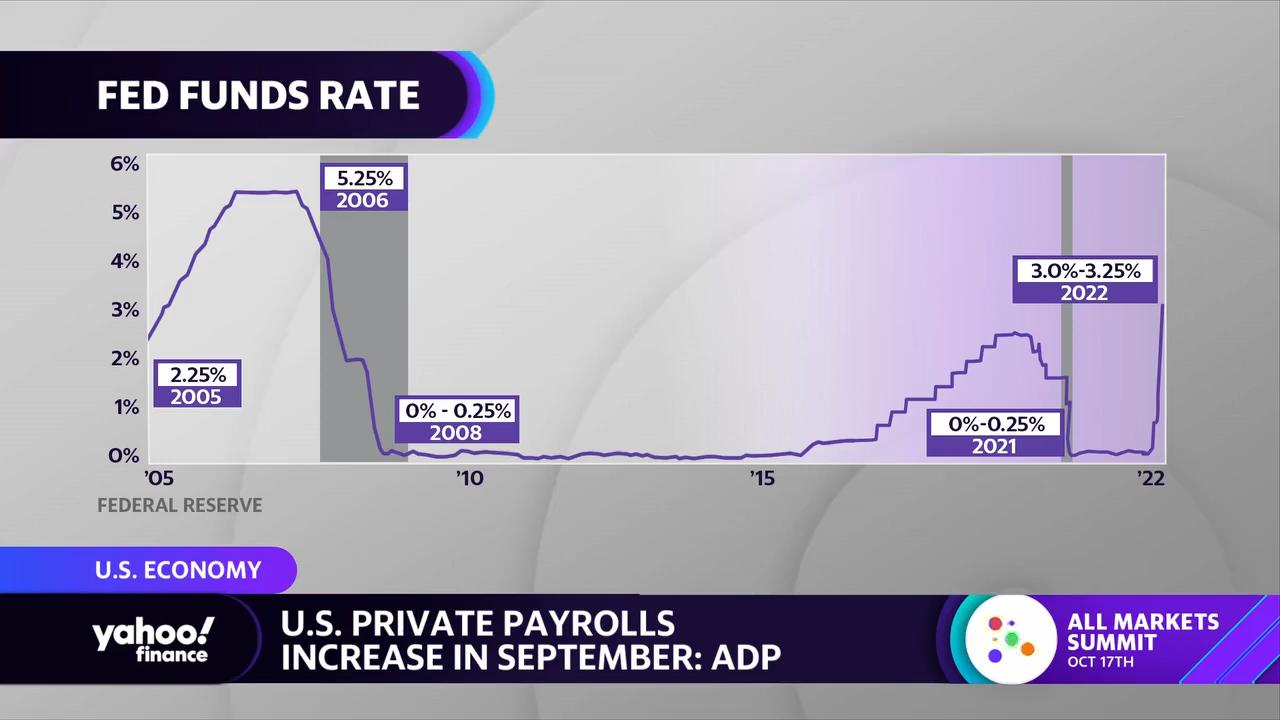 FED FUNDS RATE
6%
5%
4%
3%
2%
1%
0%
5.25%
2006
3.0%-3.25%
2022
2.25%
2005
0% - 0.25%
2008
0%-0.25%
2021
'05
'10
'15
'22
FEDERAL RESERVE
U.S. ECONOMY
yahoo!
finance
U.S. PRIVATE PAYROLLS
INCREASE IN SEPTEMBER: ADP
ALL MARKETS
SUMMIT
OCT 17TH